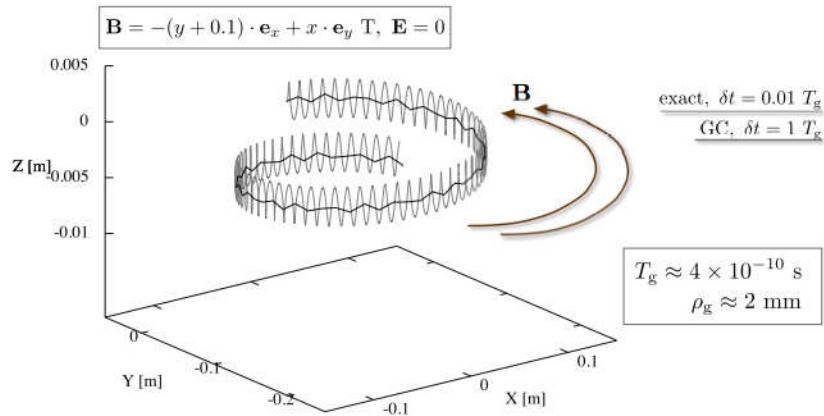 B = −(y + 0.1) · e_x + x · e_y T, E = 0
0.005
0
Z [m]
-0.005
-0.01
B
exact, δt = 0.01 T_g
GC, δt = 1 T_g
T_g ≈ 4 × 10^−10 s
ρ_g ≈ 2 mm
0
-0.1
-0.2
Y [m]
-0.1
0
0.1
X [m]